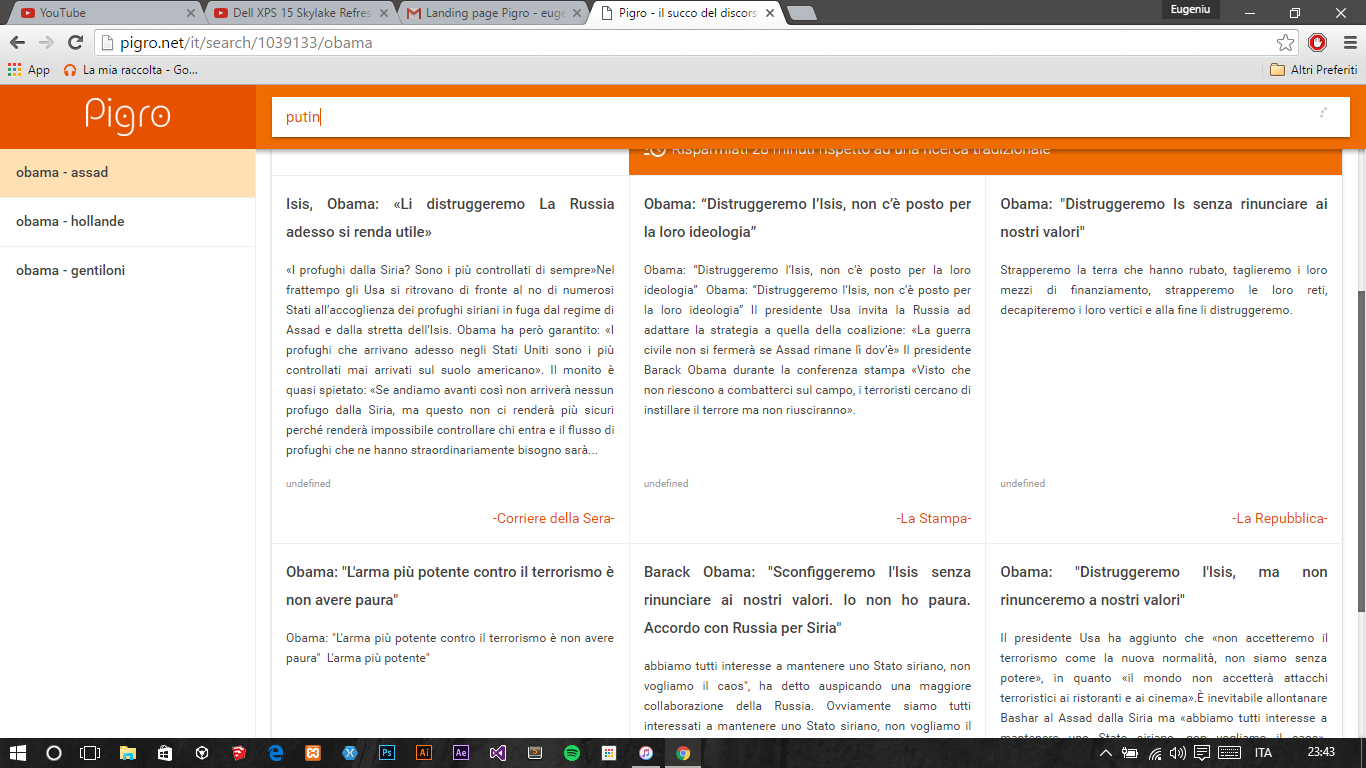 Eugeniu
YouTube
Dell XPS 15 Skylake Refres
Landing page Pigro - euge
Pigro - il succo del discors
pigro.net/it/search/1039133/obama
App
La mia raccolta - Go...
Altri Preferiti
Pigro
putin
obama - assad
obama - hollande
obama - gentiloni
Risparmiati 28 minuti rispetto ad una ricerca tradizionale
Isis, Obama: «Li distruggeremo La Russia
adesso si renda utile»
«I profughi dalla Siria? Sono i più controllati di sempre»Nel
frattempo gli Usa si ritrovano di fronte al no di numerosi
Stati all’accoglienza dei profughi siriani in fuga dal regime di
Assad e dalla stretta dell’Isis. Obama ha però garantito: «I
profughi che arrivano adesso negli Stati Uniti sono i più
controllati mai arrivati sul suolo americano». Il monito è
quasi spietato: «Se andiamo avanti così non arriverà nessun
profugo dalla Siria, ma questo non ci renderà più sicuri
perché renderà impossibile controllare chi entra e il flusso di
profughi che ne hanno straordinariamente bisogno sarà...
undefined
-Corriere della Sera-
Obama: “Distruggeremo l’Isis, non c’è posto per
la loro ideologia”
Obama: “Distruggeremo l’Isis, non c’è posto per la loro
ideologia” Obama: “Distruggeremo l’Isis, non c’è posto per
la loro ideologia” Il presidente Usa invita la Russia ad
adattare la strategia a quella della coalizione: «La guerra
civile non si fermerà se Assad rimane lì dov’è» Il presidente
Barack Obama durante la conferenza stampa «Visto che
non riescono a combatterci sul campo, i terroristi cercano di
instillare il terrore ma non riusciranno».
undefined
-La Stampa-
Obama: "Distruggeremo Is senza rinunciare ai
nostri valori"
Strapperemo la terra che hanno rubato, taglieremo i loro
mezzi di finanziamento, strapperemo le loro reti,
decapiteremo i loro vertici e alla fine li distruggeremo.
undefined
-La Repubblica-
Obama: "L'arma più potente contro il terrorismo è
non avere paura"
Obama: "L'arma più potente contro il terrorismo è non avere
paura" L'arma più potente"
Barack Obama: "Sconfiggeremo l'Isis senza
rinunciare ai nostri valori. Io non ho paura.
Accordo con Russia per Siria"
abbiamo tutti interesse a mantenere uno Stato siriano, non
vogliamo il caos", ha detto auspicando una maggiore
collaborazione della Russia. Ovviamente siamo tutti
interessati a mantenere uno Stato siriano, non vogliamo il
Obama: "Distruggeremo l'Isis, ma non
rinunceremo a nostri valori"
Il presidente Usa ha aggiunto che «non accetteremo il
terrorismo come la nuova normalità, non siamo senza
potere», in quanto «il mondo non accetterà attacchi
terroristici ai ristoranti e ai cinema».È inevitabile allontanare
Bashar al Assad dalla Siria ma «abbiamo tutti interesse a
mantenere uno Stato siriano, non vogliamo il caos»
Ps
Ai
Ae
S
ITA
23:43